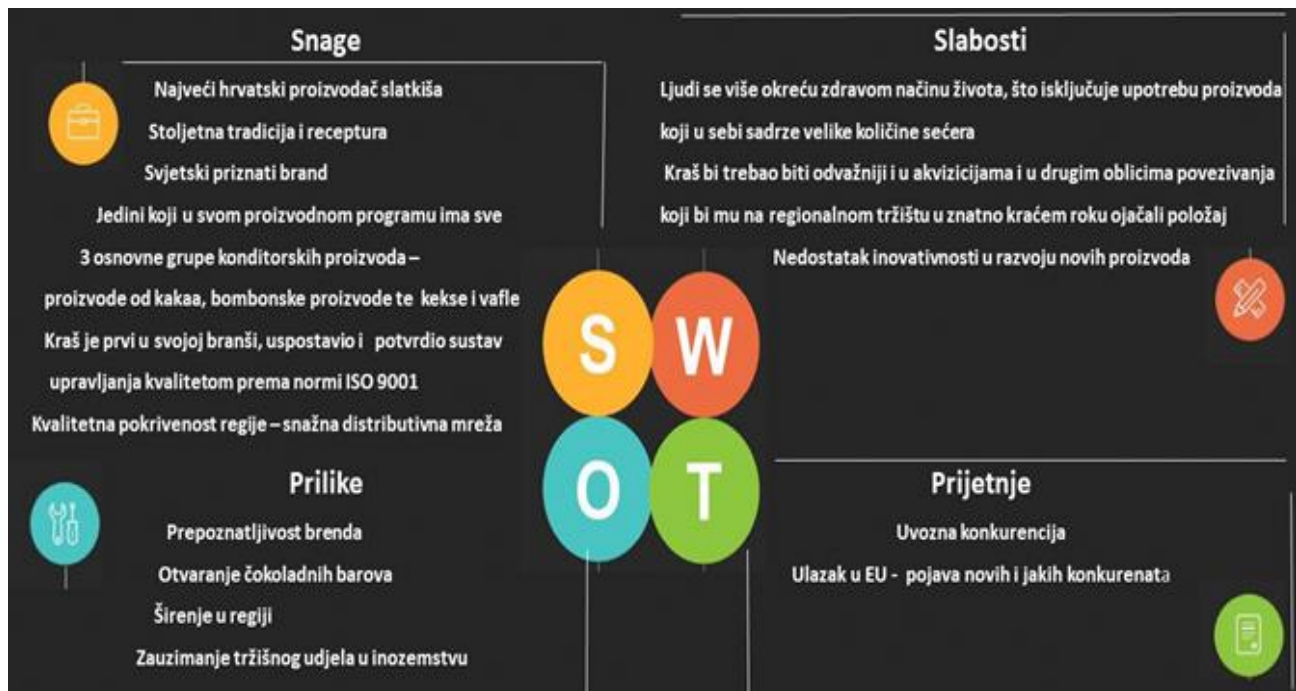 Snage
Najveći hrvatski proizvođač slatkiša
Stoljetna tradicija i receptura
Svjetski priznati brand
Jedini koji u svom proizvodnom programu ima sve
3 osnovne grupe konditorskih proizvoda –
proizvode od kakaa, bombonske proizvode te kekse i vafle
Kraš je prvi u svojoj branši, uspostavio i potvrdio sustav
upravljanja kvalitetom prema normi ISO 9001
Kvalitetna pokrivenost regije – snažna distributivna mreža
Slabosti
Ljudi se više okreću zdravom načinu života, što isključuje upotrebu proizvoda
koji u sebi sadrze velike količine sećera
Kraš bi trebao biti odvažniji i u akvizicijama i u drugim oblicima povezivanja
koji bi mu na regionalnom tržištu u znatno kraćem roku ojačali položaj
Nedostatak inovativnosti u razvoju novih proizvoda
S W
O T
Prilike
Prepoznatljivost brenda
Otvaranje čokoladnih barova
Širenje u regiji
Zauzimanje tržišnog udjela u inozemstvu
Prijetnje
Uvozna konkurencija
Ulazak u EU - pojava novih i jakih konkurenata